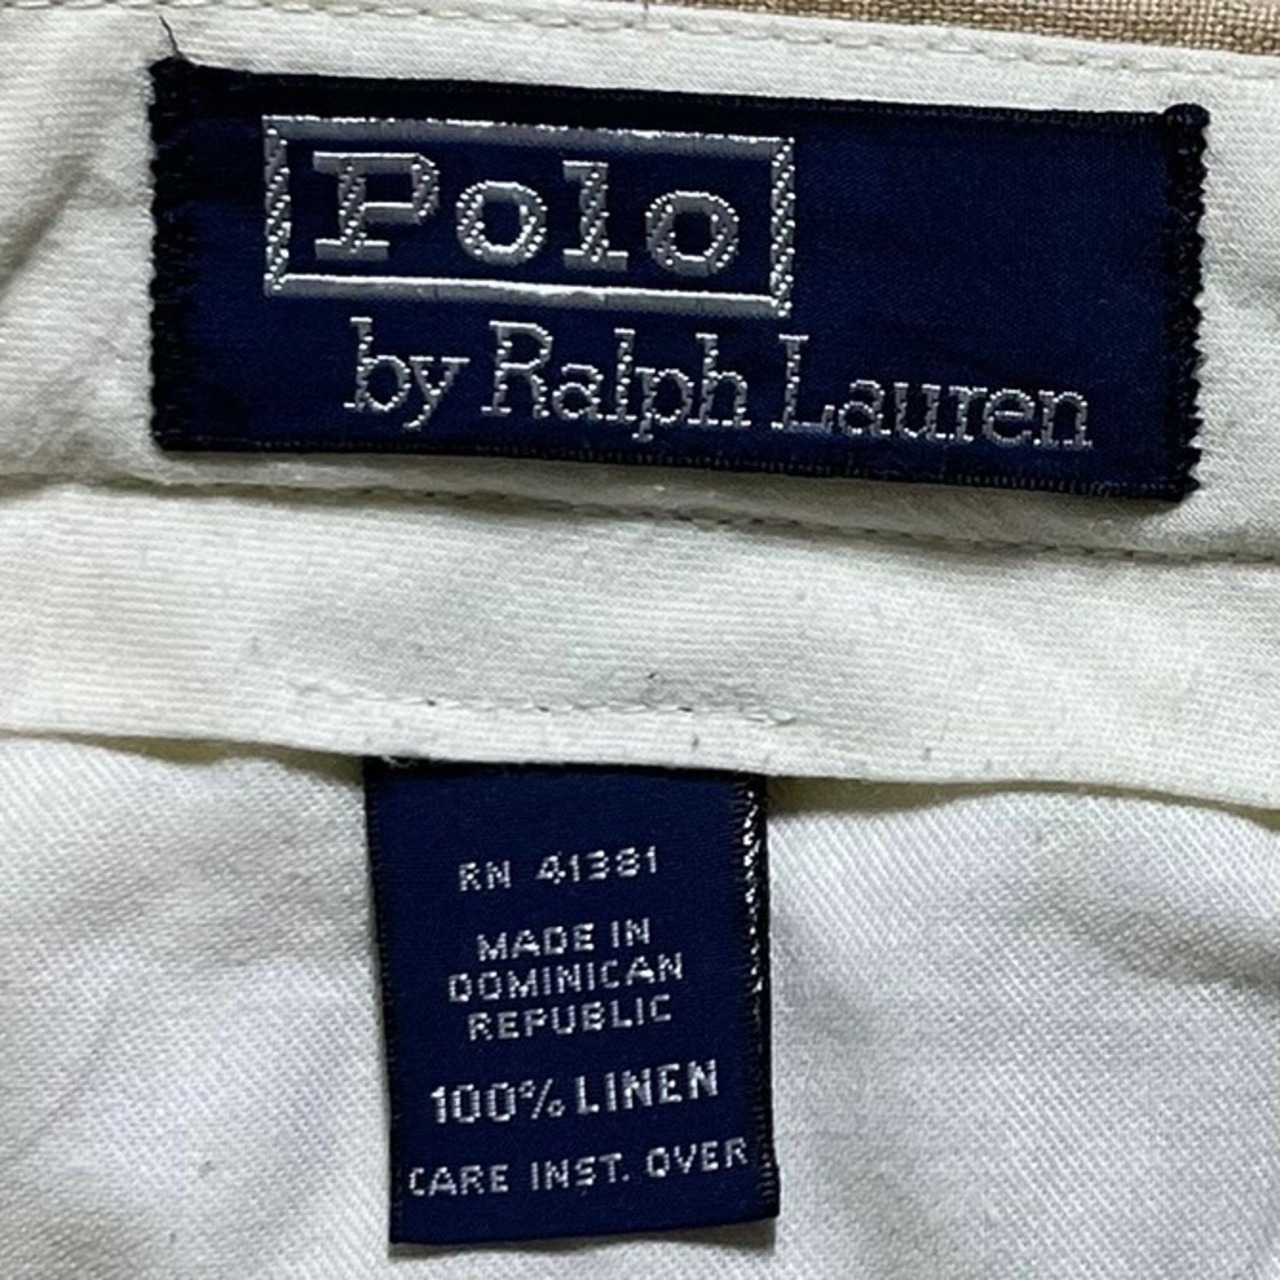 Polo
by Ralph Lauren
RN 41381
MADE IN
DOMINICAN
REPUBLIC
100% LINEN
CARE INST. OVER